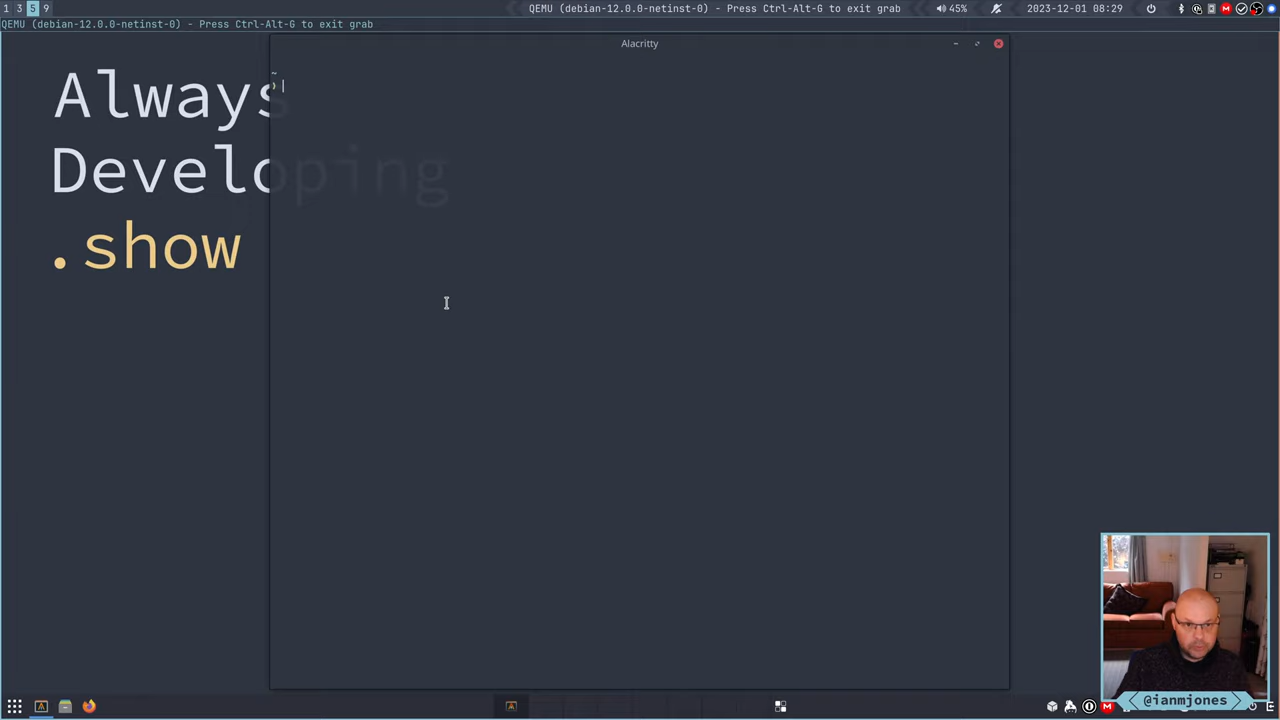 1 3 5 9
QEMU (debian-12.0.0-netinst-0) - Press Ctrl-Alt-G to exit grab
45%
2023-12-01 08:29
QEMU (debian-12.0.0-netinst-0) - Press Ctrl-Alt-G to exit grab
Alacritty
~
Always
Developing
.show
@ianmjones